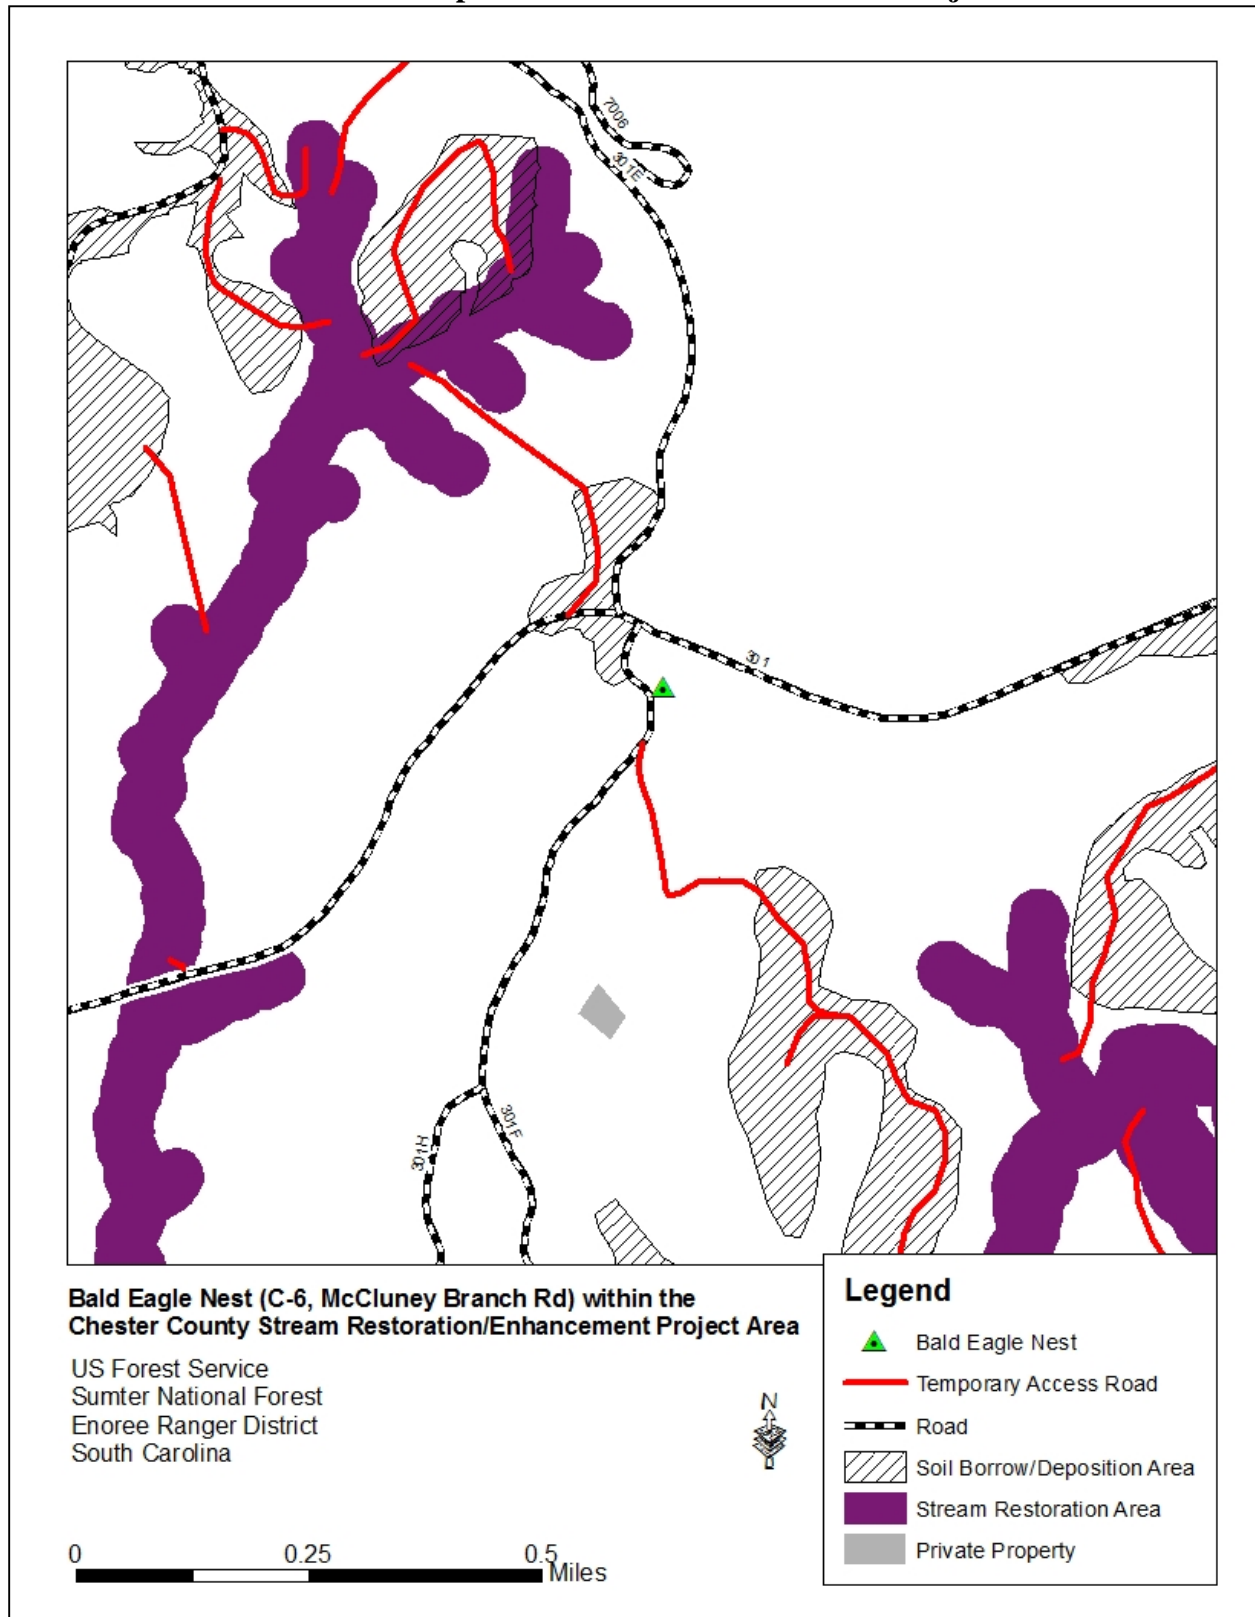 7006
301E
301
301F
301H
Bald Eagle Nest (C-6, McCluney Branch Rd) within the
Chester County Stream Restoration/Enhancement Project Area
US Forest Service
Sumter National Forest
Enoree Ranger District
South Carolina
N
0 0.25 0.5
Miles
Legend
Bald Eagle Nest
Temporary Access Road
Road
Soil Borrow/Deposition Area
Stream Restoration Area
Private Property